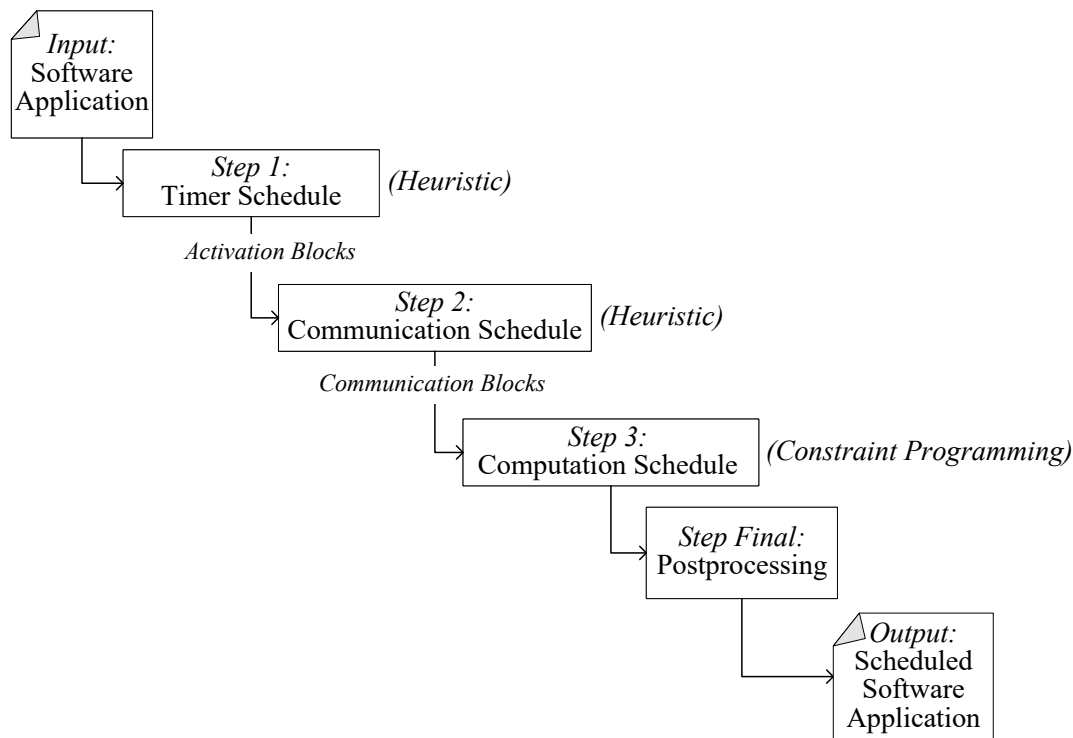 Input:
Software
Application
Step 1:
Timer Schedule
(Heuristic)
Activation Blocks
Step 2:
Communication Schedule
(Heuristic)
Communication Blocks
Step 3:
Computation Schedule
(Constraint Programming)
Step Final:
Postprocessing
Output:
Scheduled
Software
Application